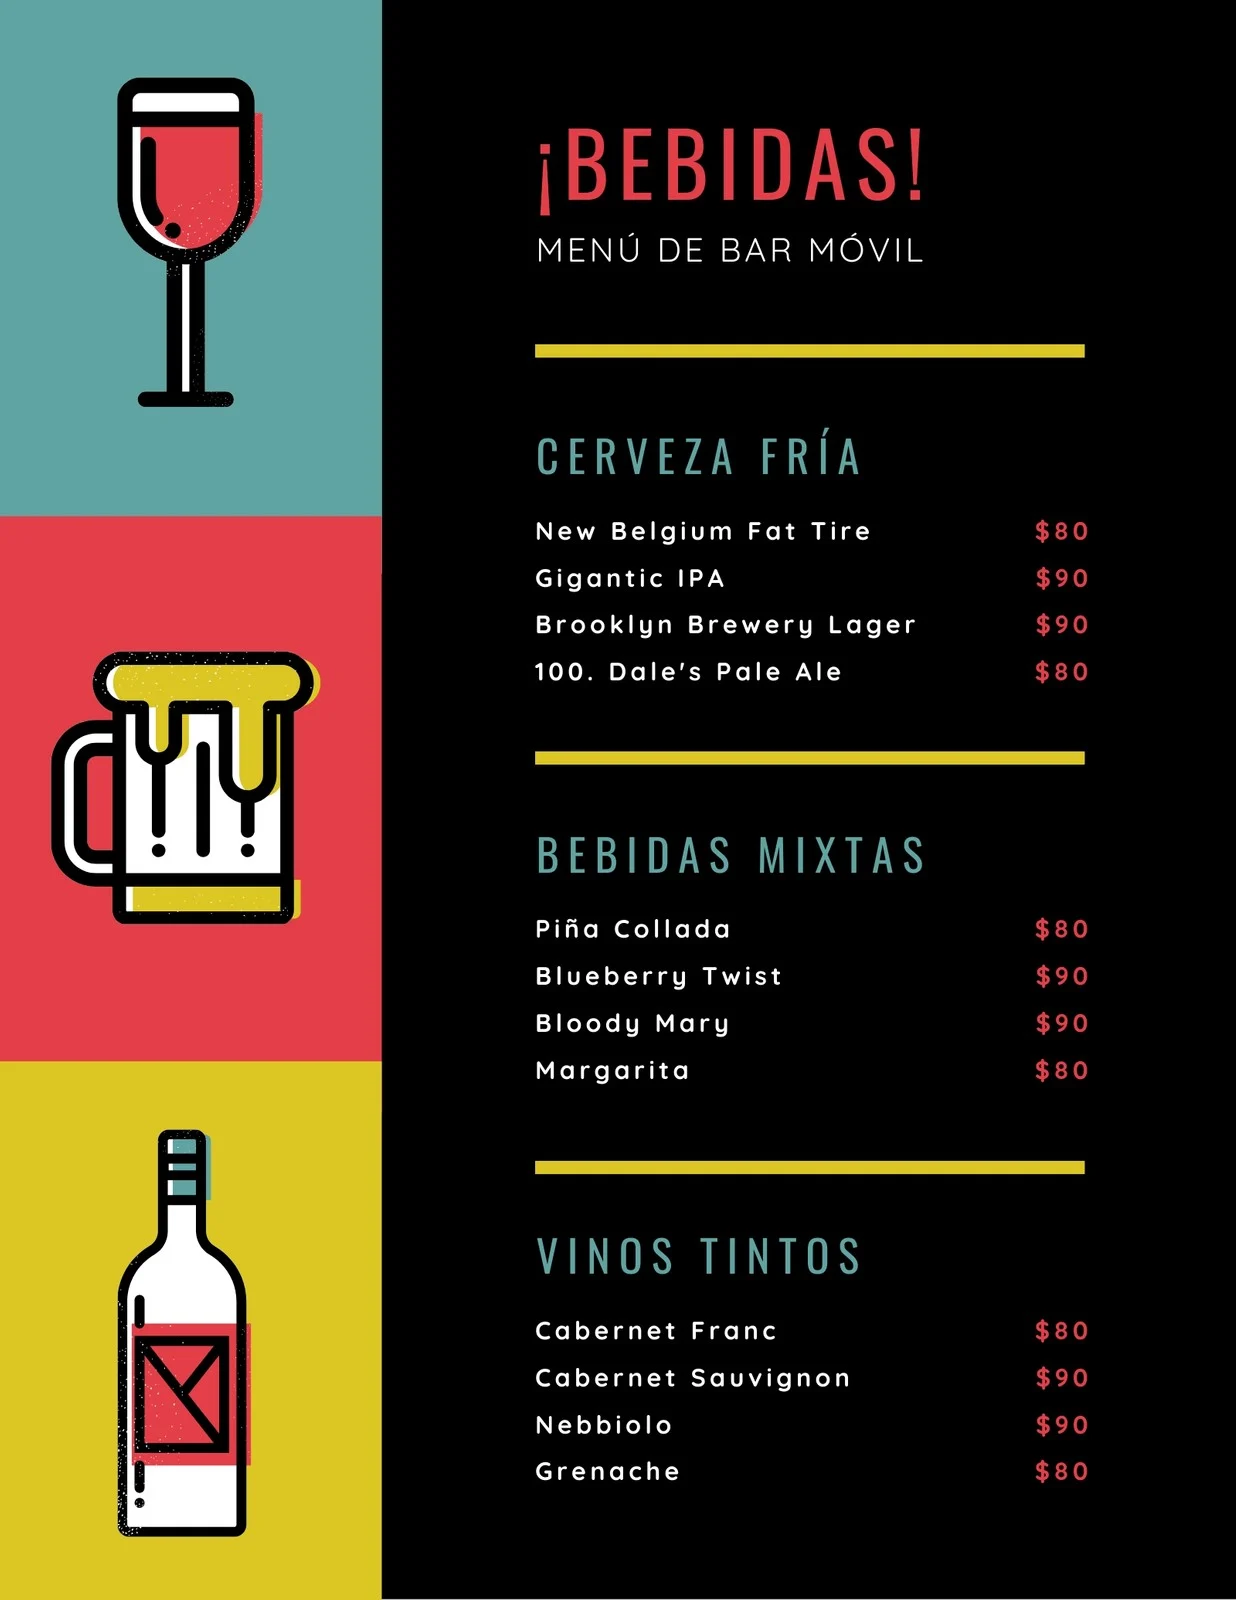 ¡BEBIDAS!
MENÚ DE BAR MÓVIL
CERVEZA FRÍA
New Belgium Fat Tire $80
Gigantic IPA $90
Brooklyn Brewery Lager $90
100. Dale's Pale Ale $80
BEBIDAS MIXTAS
Piña Collada $80
Blueberry Twist $90
Bloody Mary $90
Margarita $80
VINOS TINTOS
Cabernet Franc $80
Cabernet Sauvignon $90
Nebbiolo $90
Grenache $80